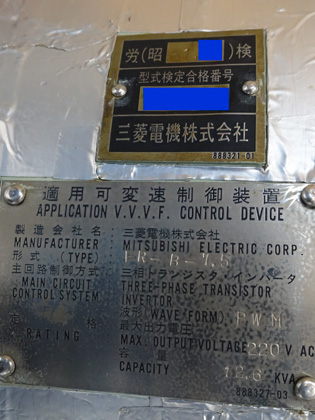 労(昭 )検
型式検定合格番号
三菱電機株式会社
888321-01
適用可変速制御装置
APPLICATION V.V.V.F. CONTROL DEVICE
製造会社名: 三菱電機株式会社
MANUFACTURER: MITSUBISHI ELECTRIC CORP.
形式(TYPE): FR-B-7.5
主回路制御方式: 三相トランジスタ・インバータ
MAIN CIRCUIT THREE-PHASE TRANSISTOR
CONTROL SYSTEM INVERTOR
波形(WAVE FORM) PWM
定格 最大出力電圧
RATING MAX. OUTPUT VOLTAGE 220 V AC
容量
CAPACITY KVA
888327-03